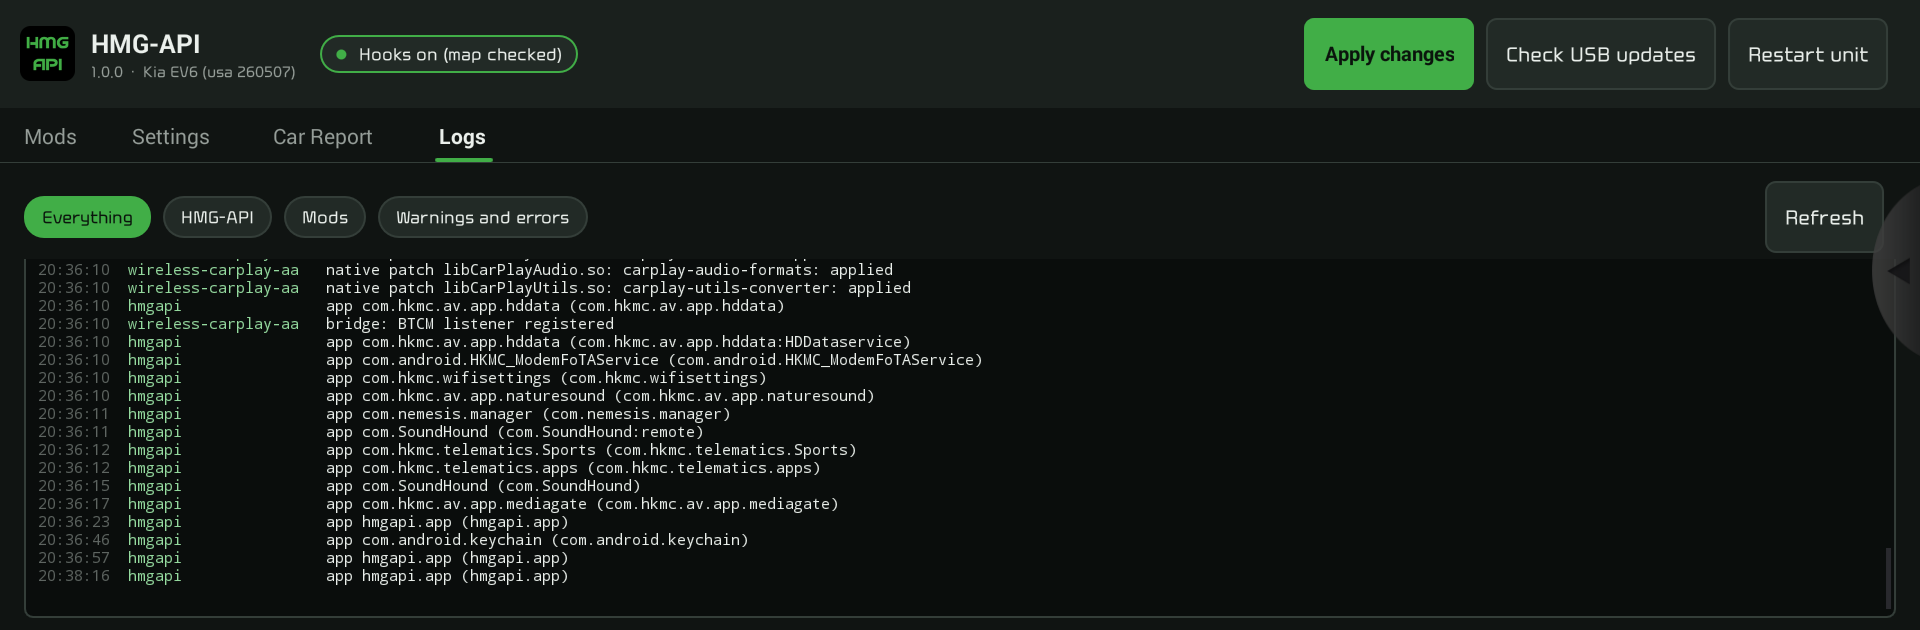 HMG
API
HMG-API
1.0.0 · Kia EV6 (usa 260507)
Hooks on (map checked)
Apply changes
Check USB updates
Restart unit
Mods
Settings
Car Report
Logs
Everything
HMG-API
Mods
Warnings and errors
Refresh
20:36:10 wireless-carplay-aa native patch libCarPlayAudio.so: carplay-audio-formats: applied
20:36:10 wireless-carplay-aa native patch libCarPlayUtils.so: carplay-utils-converter: applied
20:36:10 hmgapi app com.hkmc.av.app.hddata (com.hkmc.av.app.hddata)
20:36:10 wireless-carplay-aa bridge: BTCM listener registered
20:36:10 hmgapi app com.hkmc.av.app.hddata (com.hkmc.av.app.hddata:HDDataservice)
20:36:10 hmgapi app com.android.HKMC_ModemFoTAService (com.android.HKMC_ModemFoTAService)
20:36:10 hmgapi app com.hkmc.wifisettings (com.hkmc.wifisettings)
20:36:10 hmgapi app com.hkmc.av.app.naturesound (com.hkmc.av.app.naturesound)
20:36:11 hmgapi app com.nemesis.manager (com.nemesis.manager)
20:36:11 hmgapi app com.SoundHound (com.SoundHound:remote)
20:36:12 hmgapi app com.hkmc.telematics.Sports (com.hkmc.telematics.Sports)
20:36:12 hmgapi app com.hkmc.telematics.apps (com.hkmc.telematics.apps)
20:36:15 hmgapi app com.SoundHound (com.SoundHound)
20:36:17 hmgapi app com.hkmc.av.app.mediagate (com.hkmc.av.app.mediagate)
20:36:23 hmgapi app hmgapi.app (hmgapi.app)
20:36:46 hmgapi app com.android.keychain (com.android.keychain)
20:36:57 hmgapi app hmgapi.app (hmgapi.app)
20:38:16 hmgapi app hmgapi.app (hmgapi.app)